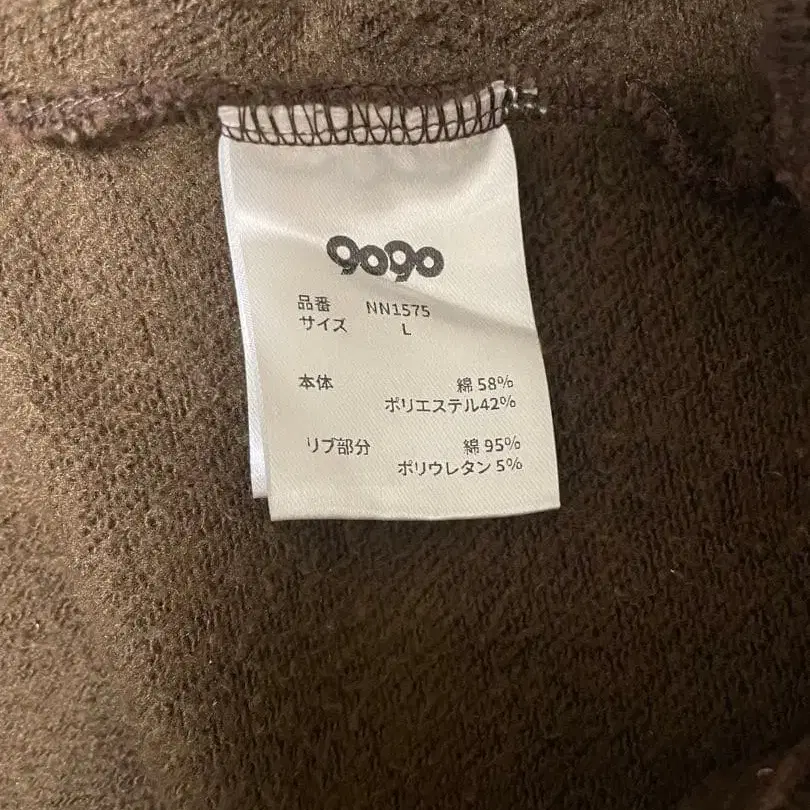 9090
品番 NN1575
サイズ L
本体 綿 58%
ポリエステル42%
リブ部分 綿 95%
ポリウレタン 5%